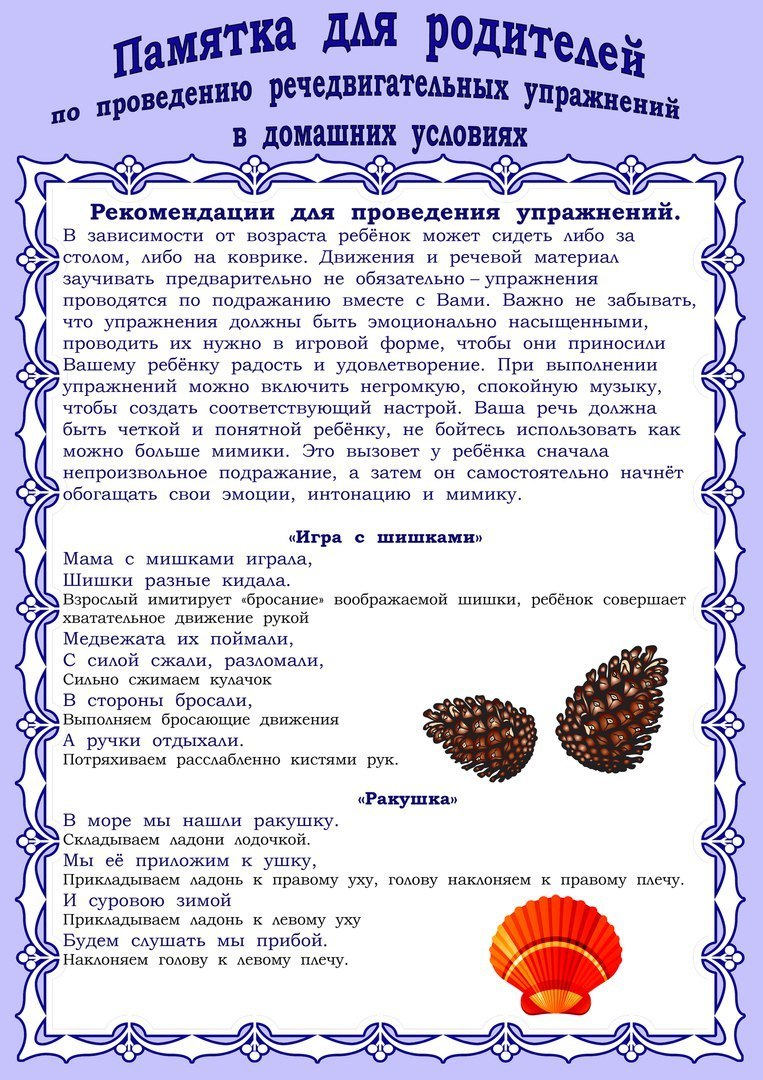 Памятка для родителей
по проведению речедвигательных упражнений
в домашних условиях
Рекомендации для проведения упражнений.
В зависимости от возраста ребёнок может сидеть либо за
столом, либо на коврике. Движения и речевой материал
заучивать предварительно не обязательно – упражнения
проводятся по подражанию вместе с Вами. Важно не забывать,
что упражнения должны быть эмоционально насыщенными,
проводить их нужно в игровой форме, чтобы они приносили
Вашему ребёнку радость и удовлетворение. При выполнении
упражнений можно включить негромкую, спокойную музыку,
чтобы создать соответствующий настрой. Ваша речь должна
быть четкой и понятной ребёнку, не бойтесь использовать как
можно больше мимики. Это вызовет у ребёнка сначала
непроизвольное подражание, а затем он самостоятельно начнёт
обогащать свои эмоции, интонацию и мимику.
«Игра с шишками»
Мама с мишками играла,
Шишки разные кидала.
Взрослый имитирует «бросание» воображаемой шишки, ребёнок совершает
хватательное движение рукой
Медвежата их поймали,
С силой сжали, разломали,
Сильно сжимаем кулачок
В стороны бросали,
Выполняем бросающие движения
А ручки отдыхали.
Потряхиваем расслабленно кистями рук.
«Ракушка»
В море мы нашли ракушку.
Складываем ладони лодочкой.
Мы её приложим к ушку,
Прикладываем ладонь к правому уху, голову наклоняем к правому плечу.
И суровою зимой
Прикладываем ладонь к левому уху
Будем слушать мы прибой.
Наклоняем голову к левому плечу.